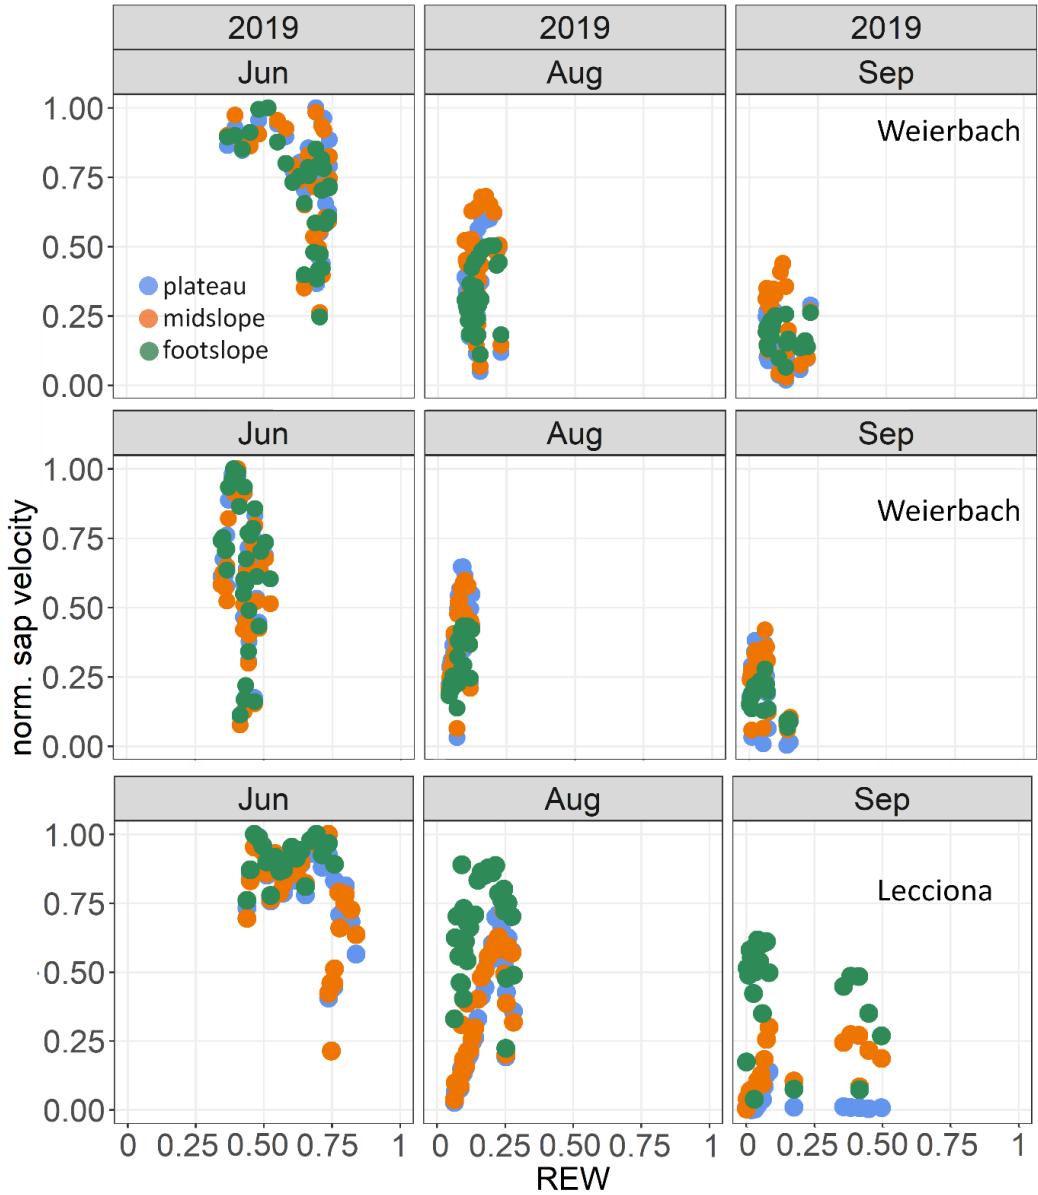 2019 2019 2019
Jun Aug Sep
1.00
Weierbach
0.75
0.50
plateau
midslope
0.25
footslope
0.00
Jun Aug Sep
1.00
Weierbach
0.75
0.50
0.25
0.00
norm. sap velocity
Jun Aug Sep
1.00
0.75
Lecciona
0.50
0.25
0.00
0 0.25 0.50 0.75 1 0 0.25 0.50 0.75 1 0 0.25 0.50 0.75 1
REW